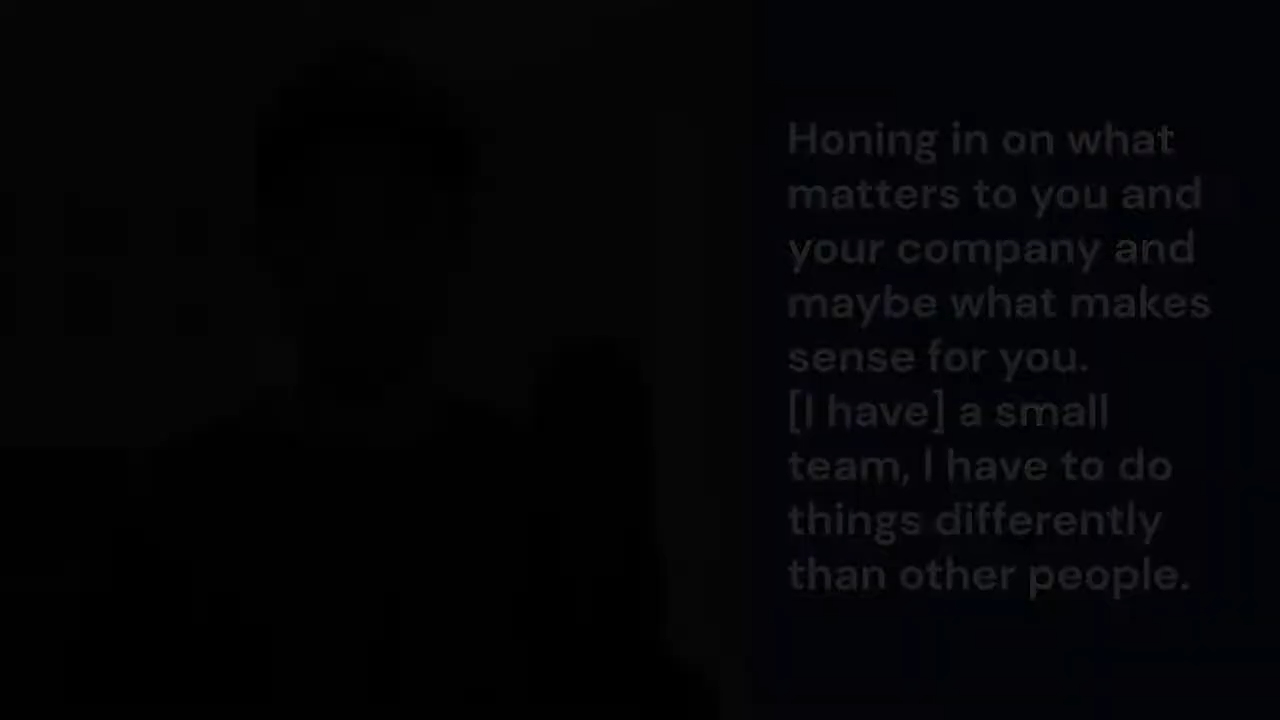 Honing in on what
matters to you and
your company and
maybe what makes
sense for you.
[I have] a small
team, I have to do
things differently
than other people.